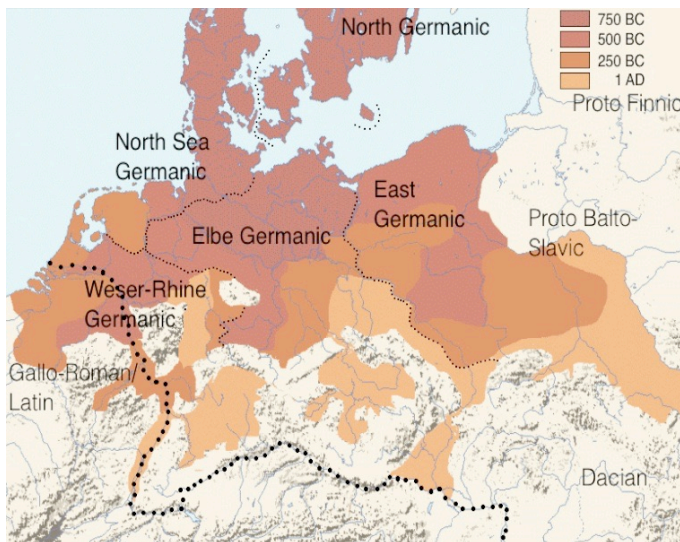 North Germanic
750 BC
500 BC
250 BC
1 AD
Proto Finnic
North Sea
Germanic
East
Germanic
Proto Balto-
Slavic
Elbe Germanic
Weser-Rhine
Germanic
Gallo-Roman/
Latin
Dacian